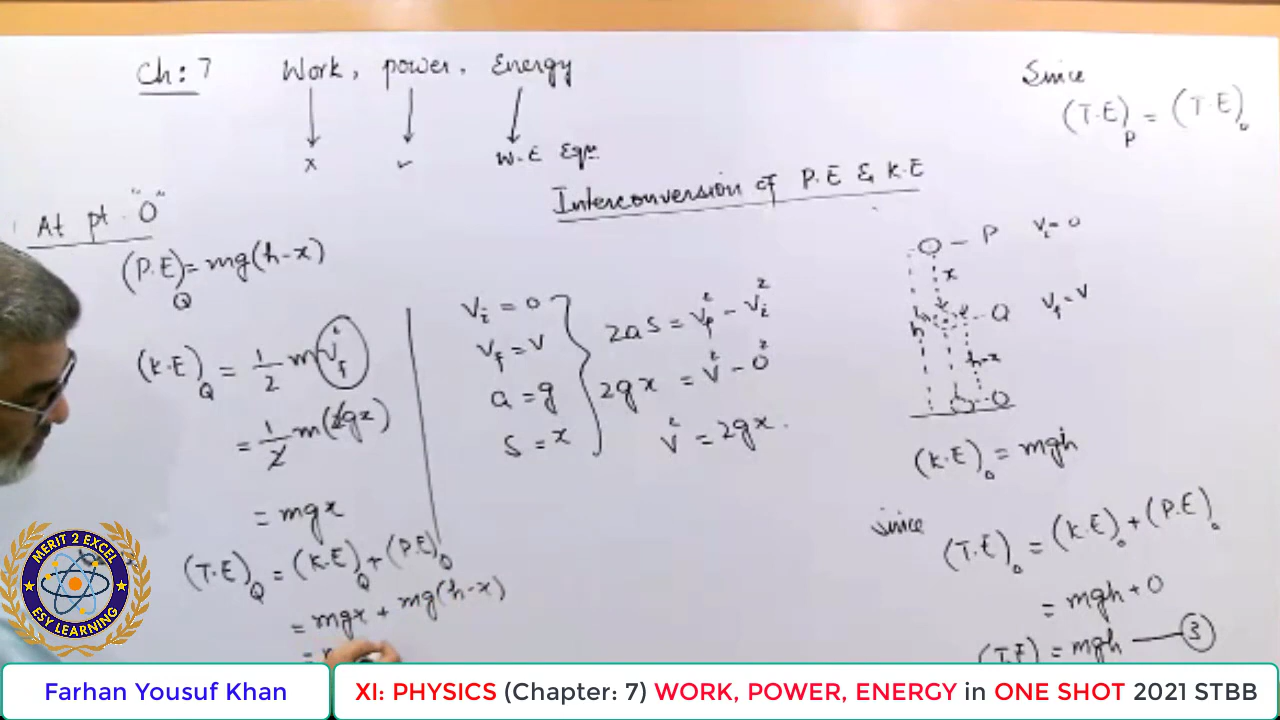 Ch: 7 Work, power, Energy
x ✓ W.E Eqn
Since
(T.E)P = (T.E)o
Interconversion of P.E & K.E
At pt "O"
(P.E)Q = mg(h-x)
(K.E)Q = 1/2 m vf²
= 1/2 m(2gx)
= mgx
(T.E)Q = (K.E)Q + (P.E)Q
= mgx + mg(h-x)
=
Vi = 0
Vf = V
a = g
S = x
2as = Vf² - Vi²
2gx = V² - 0²
V² = 2gx.
O - P Vi = 0
x
h - Q Vf = V
h-x
O
(K.E)o = mgh
since
(T.E)o = (K.E)o + (P.E)o
= mgh + 0
(T.E) = mgh — 3
MERIT 2 EXCEL
ESY LEARNING
Farhan Yousuf Khan
XI: PHYSICS (Chapter: 7) WORK, POWER, ENERGY in ONE SHOT 2021 STBB